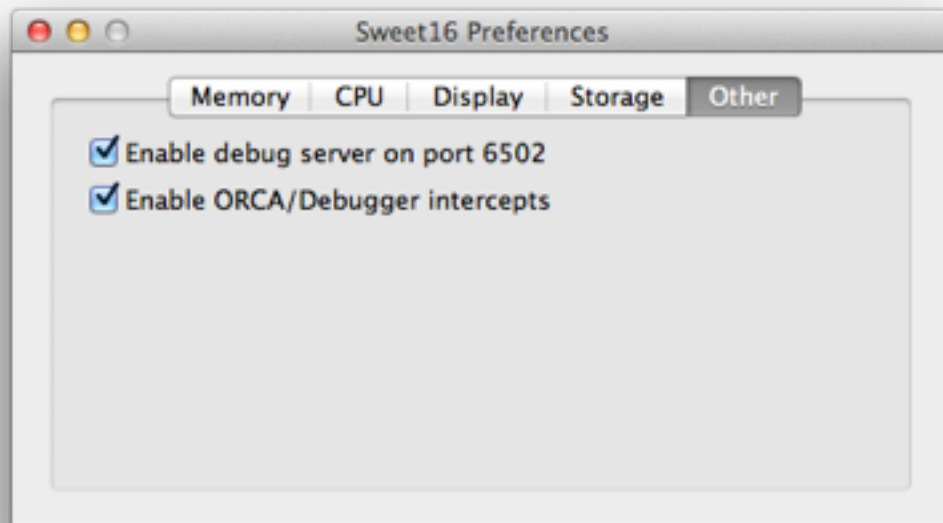 Sweet16 Preferences
Memory CPU Display Storage Other
Enable debug server on port 6502
Enable ORCA/Debugger intercepts